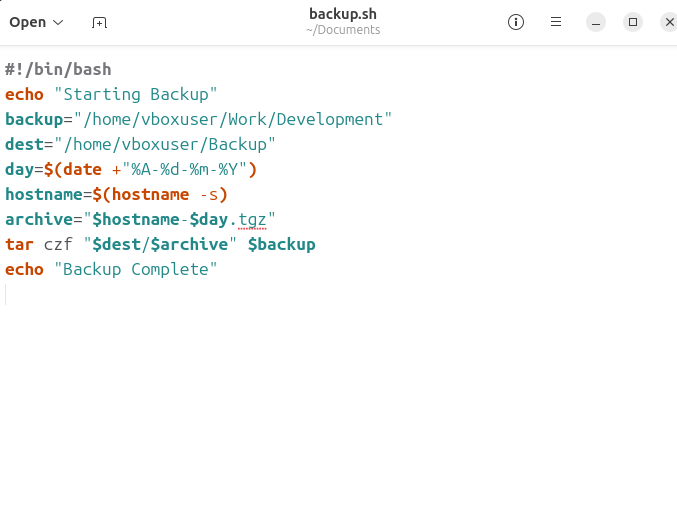 Open
backup.sh
~/Documents
#!/bin/bash
echo "Starting Backup"
backup="/home/vboxuser/Work/Development"
dest="/home/vboxuser/Backup"
day=$(date +"%A-%d-%m-%Y")
hostname=$(hostname -s)
archive="$hostname-$day.tgz"
tar czf "$dest/$archive" $backup
echo "Backup Complete"